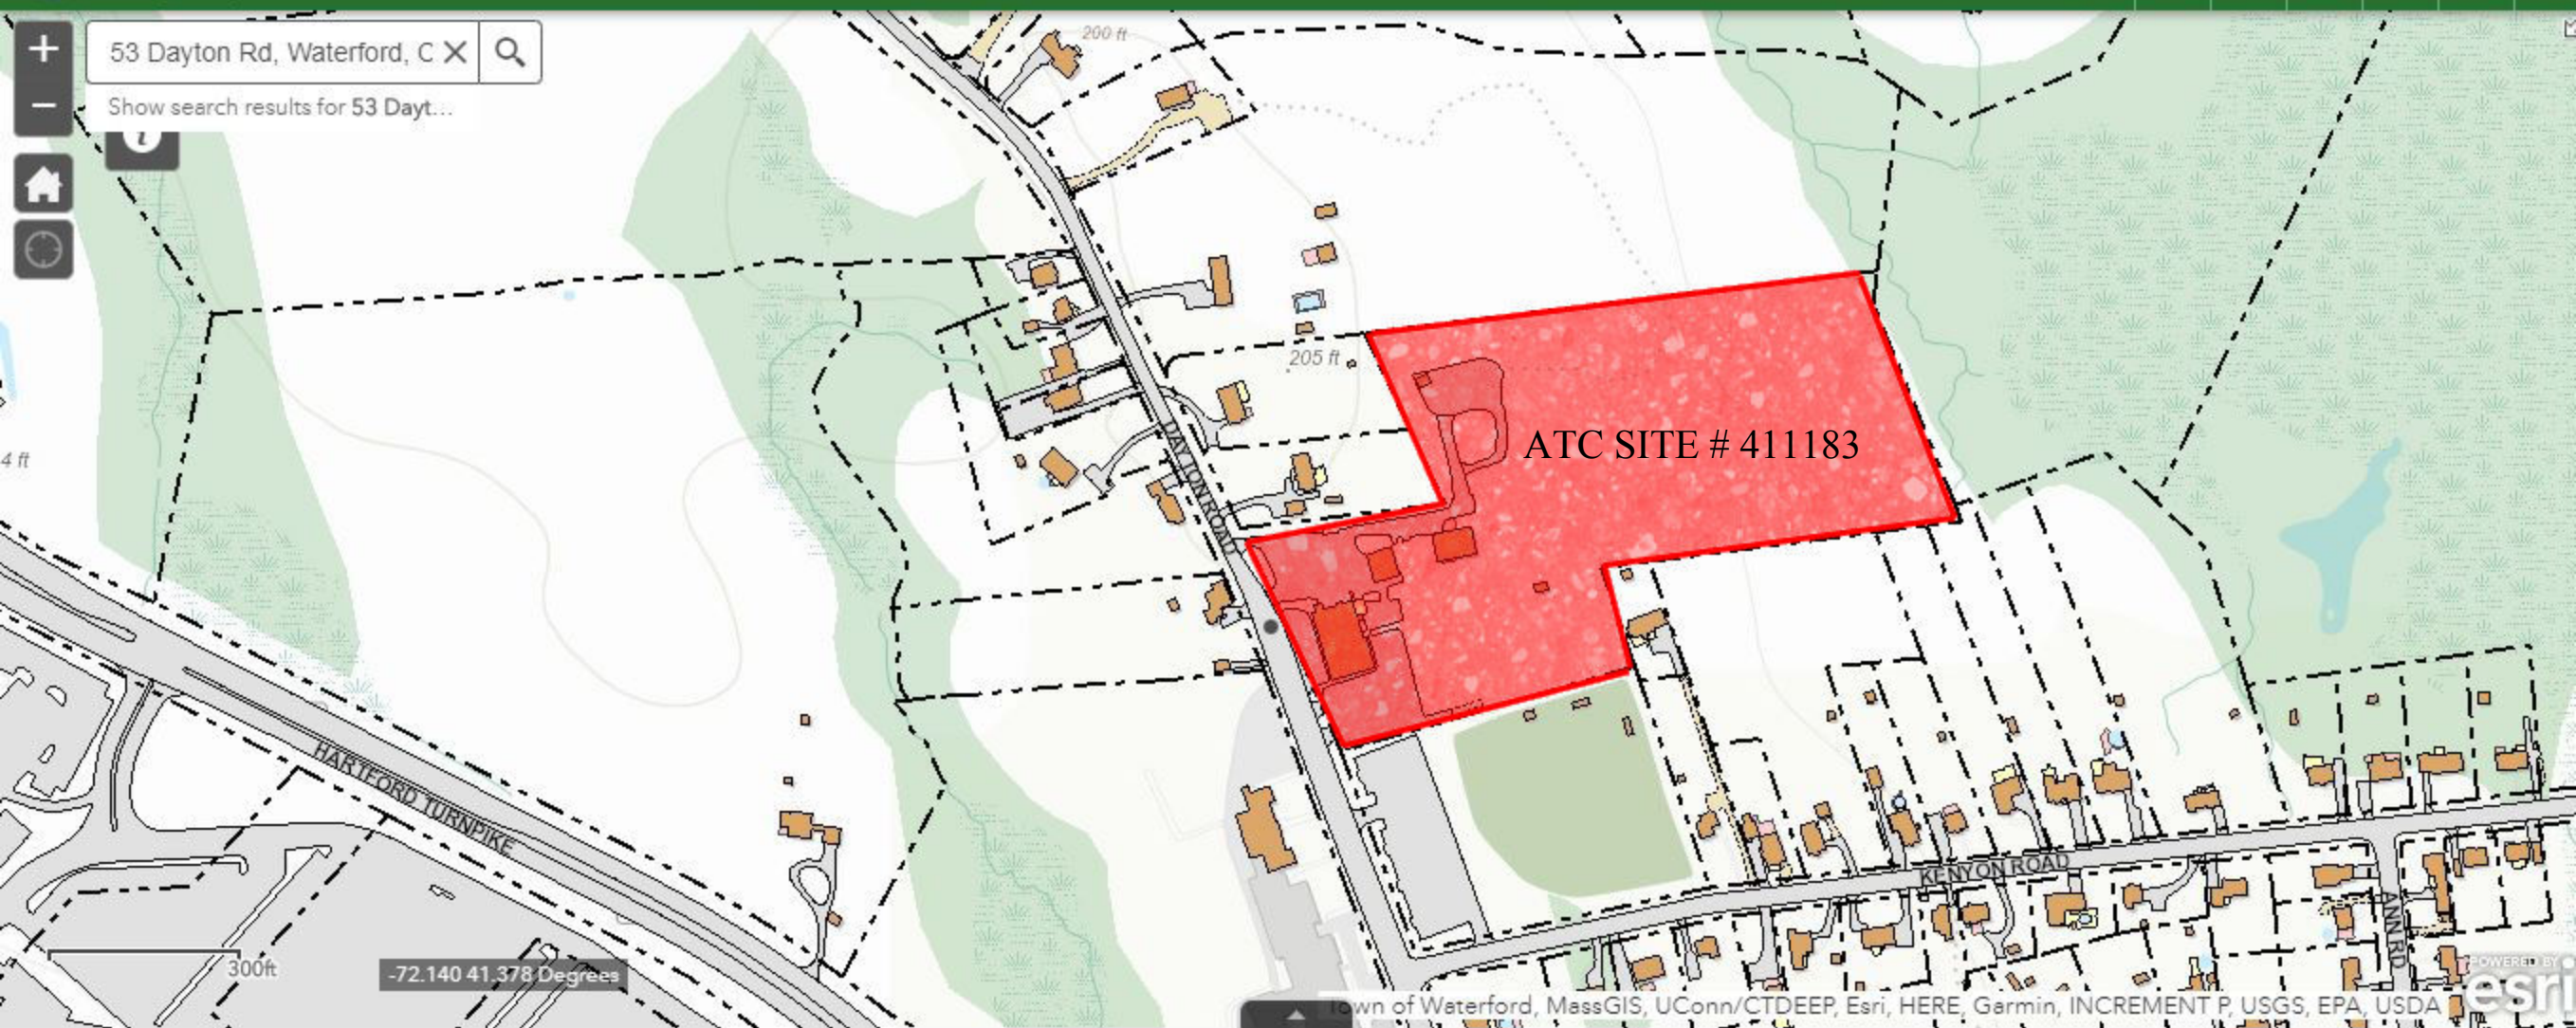 200 ft
+
53 Dayton Rd, Waterford, C
Show search results for 53 Dayt...
i
−
205 ft
ATC SITE # 411183
4 ft
DAYTON ROAD
HARTFORD TURNPIKE
KENYON ROAD
ANN RD
300ft
-72.140 41.378 Degrees
POWERED BY
esri
Town of Waterford, MassGIS, UConn/CTDEEP, Esri, HERE, Garmin, INCREMENT P, USGS, EPA, USDA